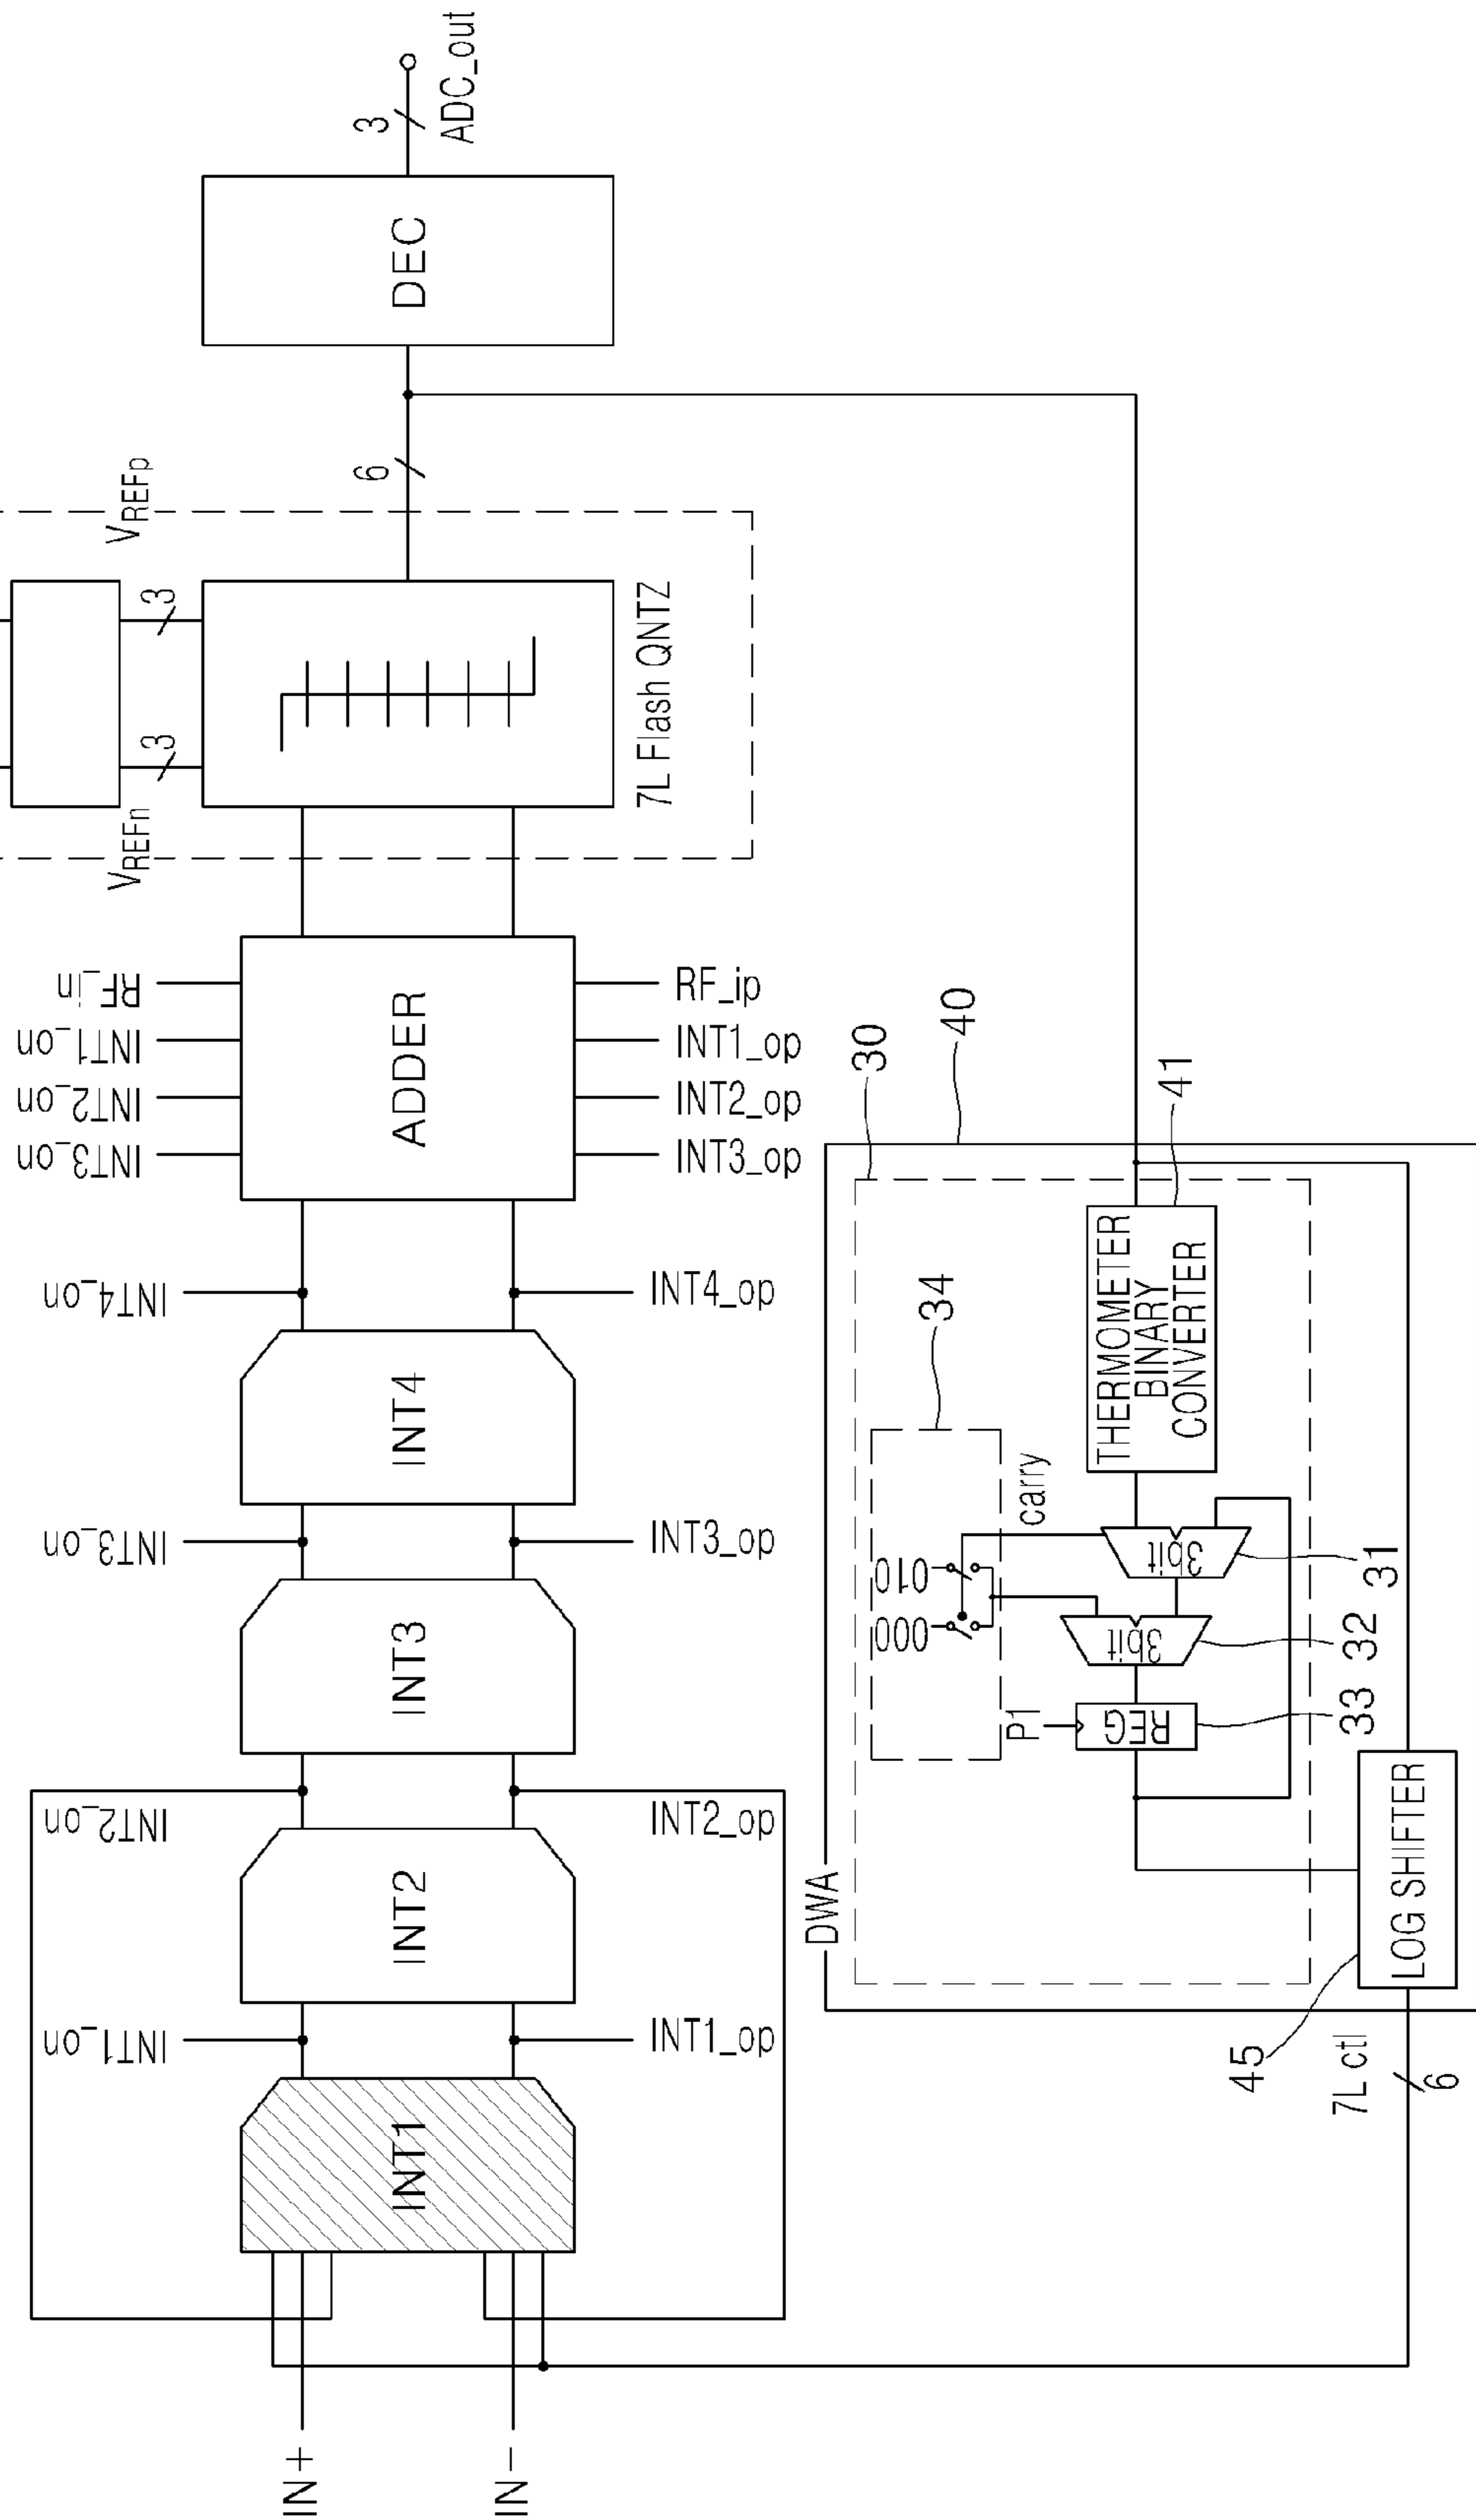 IN+
IN-
INT1
INT1_on
INT1_op
INT2
INT2_on
INT2_op
INT3
INT3_on
INT3_op
INT4
INT4_on
INT4_op
ADDER
INT3_on
INT2_on
INT1_on
RF_in
INT3_op
INT2_op
INT1_op
RF_ip
VREFn
VREFp
3
3
7L Flash QNTZ
6
DEC
3
ADC_out
DWA
40
30
34
000
010
carry
P1
REG
33
3bit
32
3bit
31
THERMOMETER
BINARY
CONVERTER
41
LOG SHIFTER
45
7L ctl
6